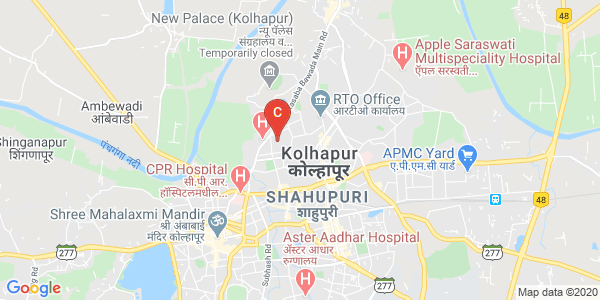 New Palace (Kolhapur)
न्यू पॅलेस
संग्रहालय व...
Temporarily closed
Kasaba Bawada Main Rd
48
Apple Saraswati
Multispeciality Hospital
ऍपल सरस्वती...
Ambewadi
आंबेवाडी
RTO Office
आरटीओ कार्यालय
C
H
H
Shinganapur
शिंगणापूर
पंचगंगा नदी
Kolhapur
कोल्हापूर
APMC Yard
ए.पी.एम.सी यार्ड
CPR Hospital
सी.पी.आर.
हॉस्पिटलमधील...
H
SHAHUPURI
शाहुपुरी
48
Shree Mahalaxmi Mandir
श्री अंबाबाई
मंदिर कोल्हापूर
Aster Aadhar Hospital
अ‍ॅस्टर आधार
रुग्णालय
H
Subhash Rd
277
277
277
Google
Map data ©2020